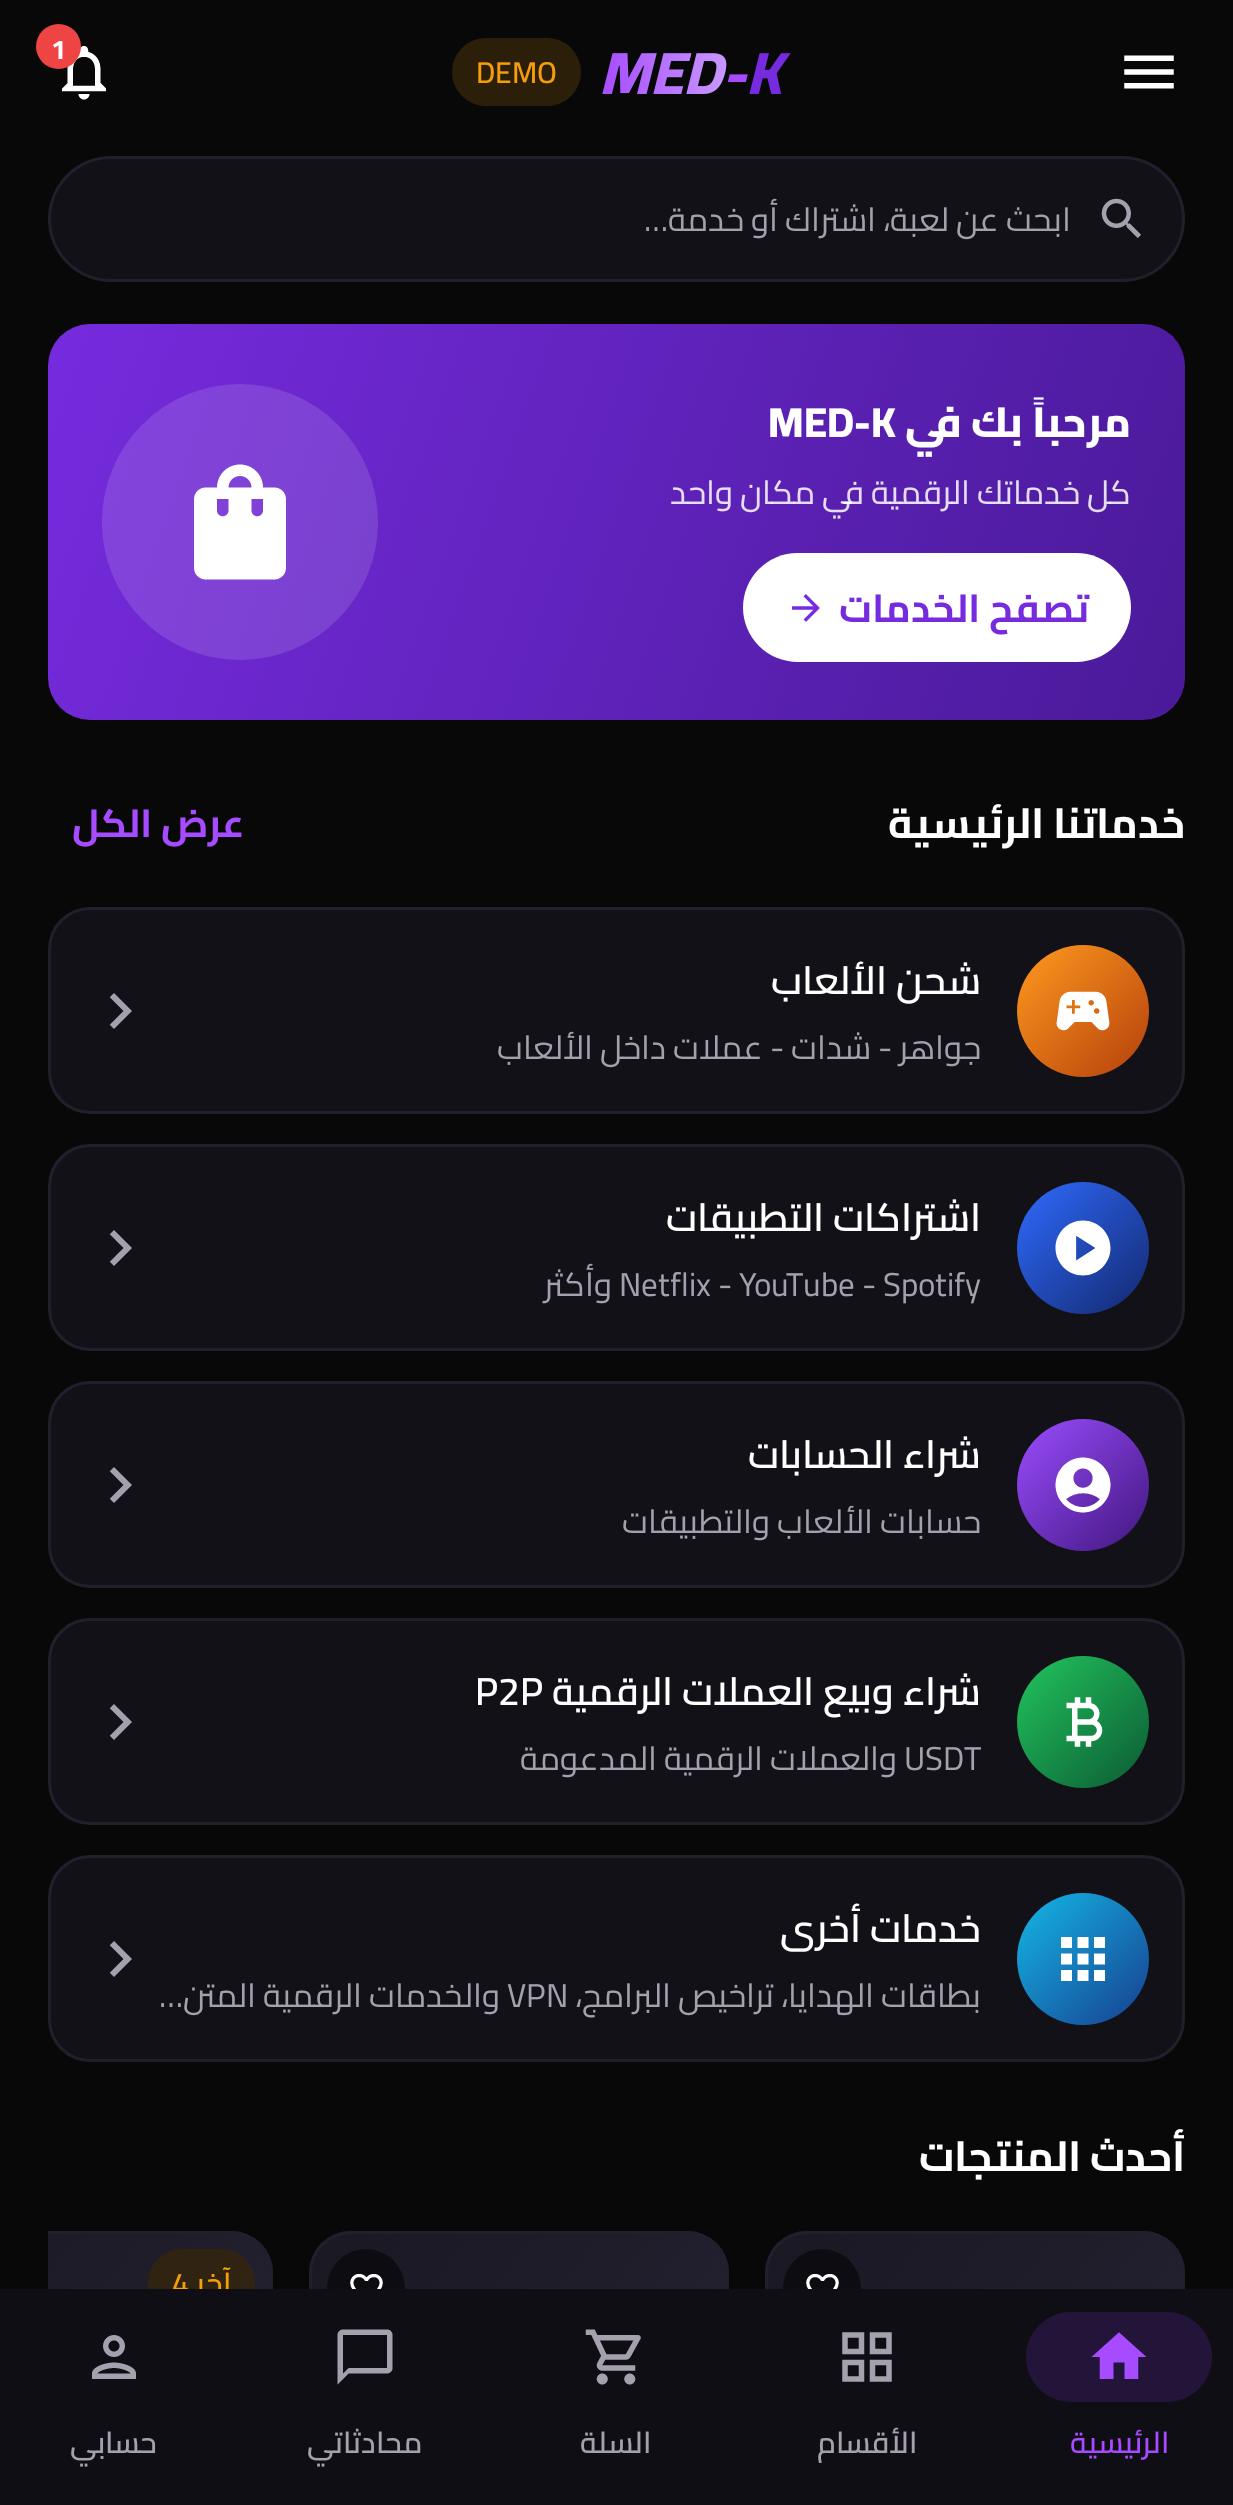 MED-K DEMO 1
ابحث عن لعبة، اشتراك أو خدمة...
مرحباً بك في MED-K
كل خدماتك الرقمية في مكان واحد
تصفح الخدمات
خدماتنا الرئيسية
عرض الكل
شحن الألعاب
جواهر - شدات - عملات داخل الألعاب
اشتراكات التطبيقات
Netflix - YouTube - Spotify وأكثر
شراء الحسابات
حسابات الألعاب والتطبيقات
شراء وبيع العملات الرقمية P2P
USDT والعملات الرقمية المدعومة
خدمات أخرى
بطاقات الهدايا، تراخيص البرامج، VPN والخدمات الرقمية المتن...
أحدث المنتجات
آخر 4
الرئيسية
الأقسام
السلة
محادثاتي
حسابي